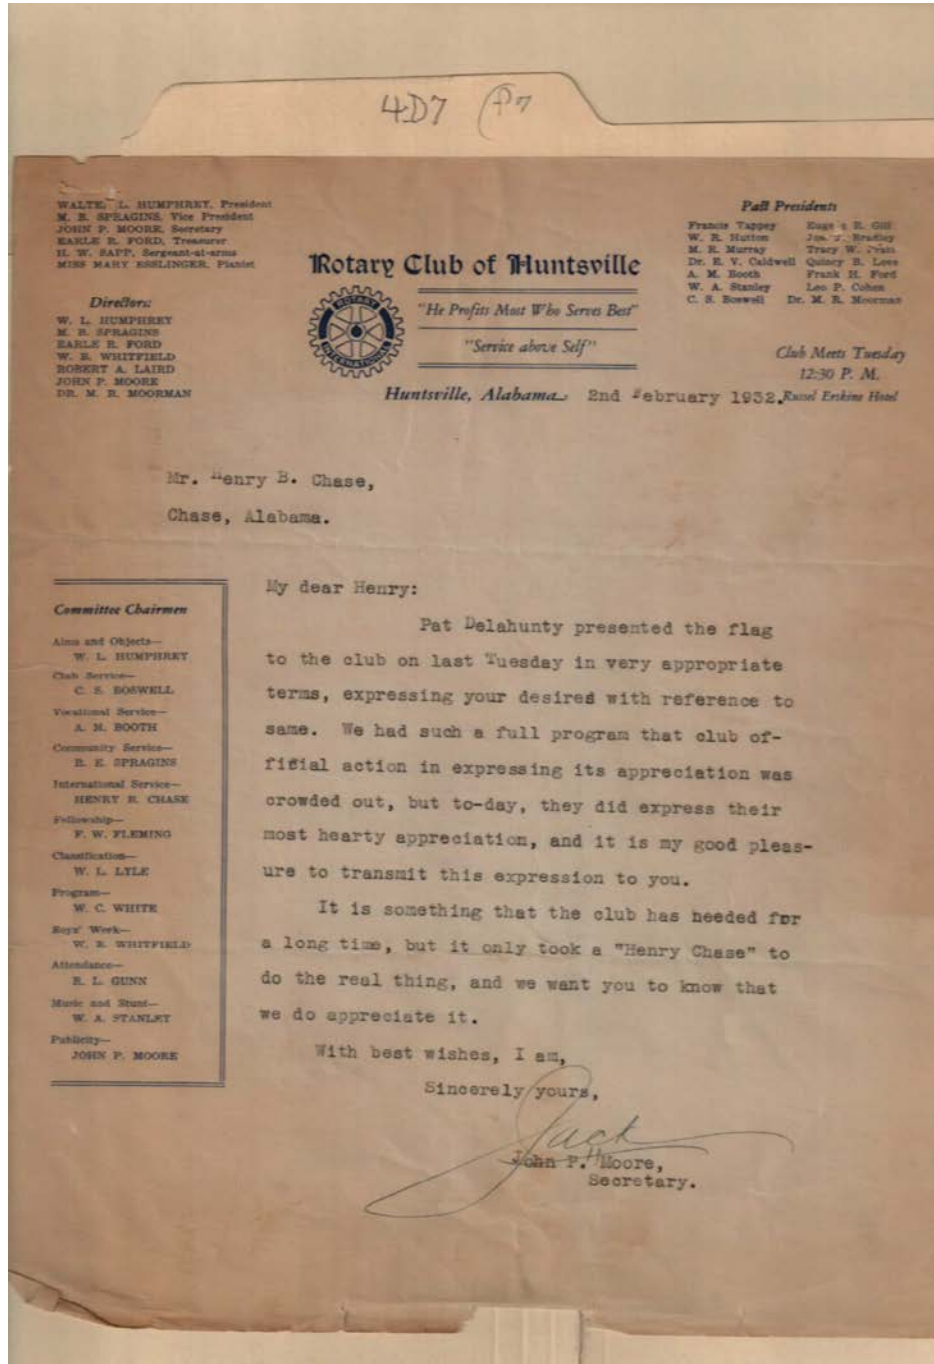 4D7 (P7
WALTER L. HUMPHREY, President
M. B. SPRAGINS, Vice President
JOHN P. MOORE, Secretary
EARLE R. FORD, Treasurer
H. W. SAPP, Sergeant-at-arms
MISS MARY ESSLINGER, Pianist
Directors:
W. L. HUMPHREY
M. B. SPRAGINS
EARLE R. FORD
W. B. WHITFIELD
ROBERT A. LAIRD
JOHN P. MOORE
DR. M. R. MOORMAN
Rotary Club of Huntsville
ROTARY
INTERNATIONAL
"He Profits Most Who Serves Best"
"Service above Self"
Past Presidents
Francis Tappey
W. R. Hutton
M. R. Murray
Dr. E. V. Caldwell
A. M. Booth
W. A. Stanley
C. S. Boswell
R. Gill
Bradley
Tracy W.
Quincy B. Love
Frank H. Ford
Leo P. Cohen
Dr. M. R. Moorman
Club Meets Tuesday
12:30 P. M.
Russel Erskine Hotel
Huntsville, Alabama. 2nd February 1932.
Mr. Henry B. Chase,
Chase, Alabama.
Committee Chairmen
Aims and Objects—
W. L. HUMPHREY
Club Service—
C. S. BOSWELL
Vocational Service—
A. M. BOOTH
Community Service—
R. E. SPRAGINS
International Service—
HENRY B. CHASE
Fellowship—
F. W. FLEMING
Classification—
W. L. LYLE
Program—
W. C. WHITE
Boys' Work—
W. B. WHITFIELD
Attendance—
R. L. GUNN
Music and Stunt—
W. A. STANLEY
Publicity—
JOHN P. MOORE
My dear Henry:
Pat Delahunty presented the flag
to the club on last Tuesday in very appropriate
terms, expressing your desired with reference to
same. We had such a full program that club of-
ficial action in expressing its appreciation was
crowded out, but to-day, they did express their
most hearty appreciation, and it is my good pleas-
ure to transmit this expression to you.
It is something that the club has needed for
a long time, but it only took a "Henry Chase" to
do the real thing, and we want you to know that
we do appreciate it.
With best wishes, I am,
Sincerely yours,
Jack
John P. Moore,
Secretary.